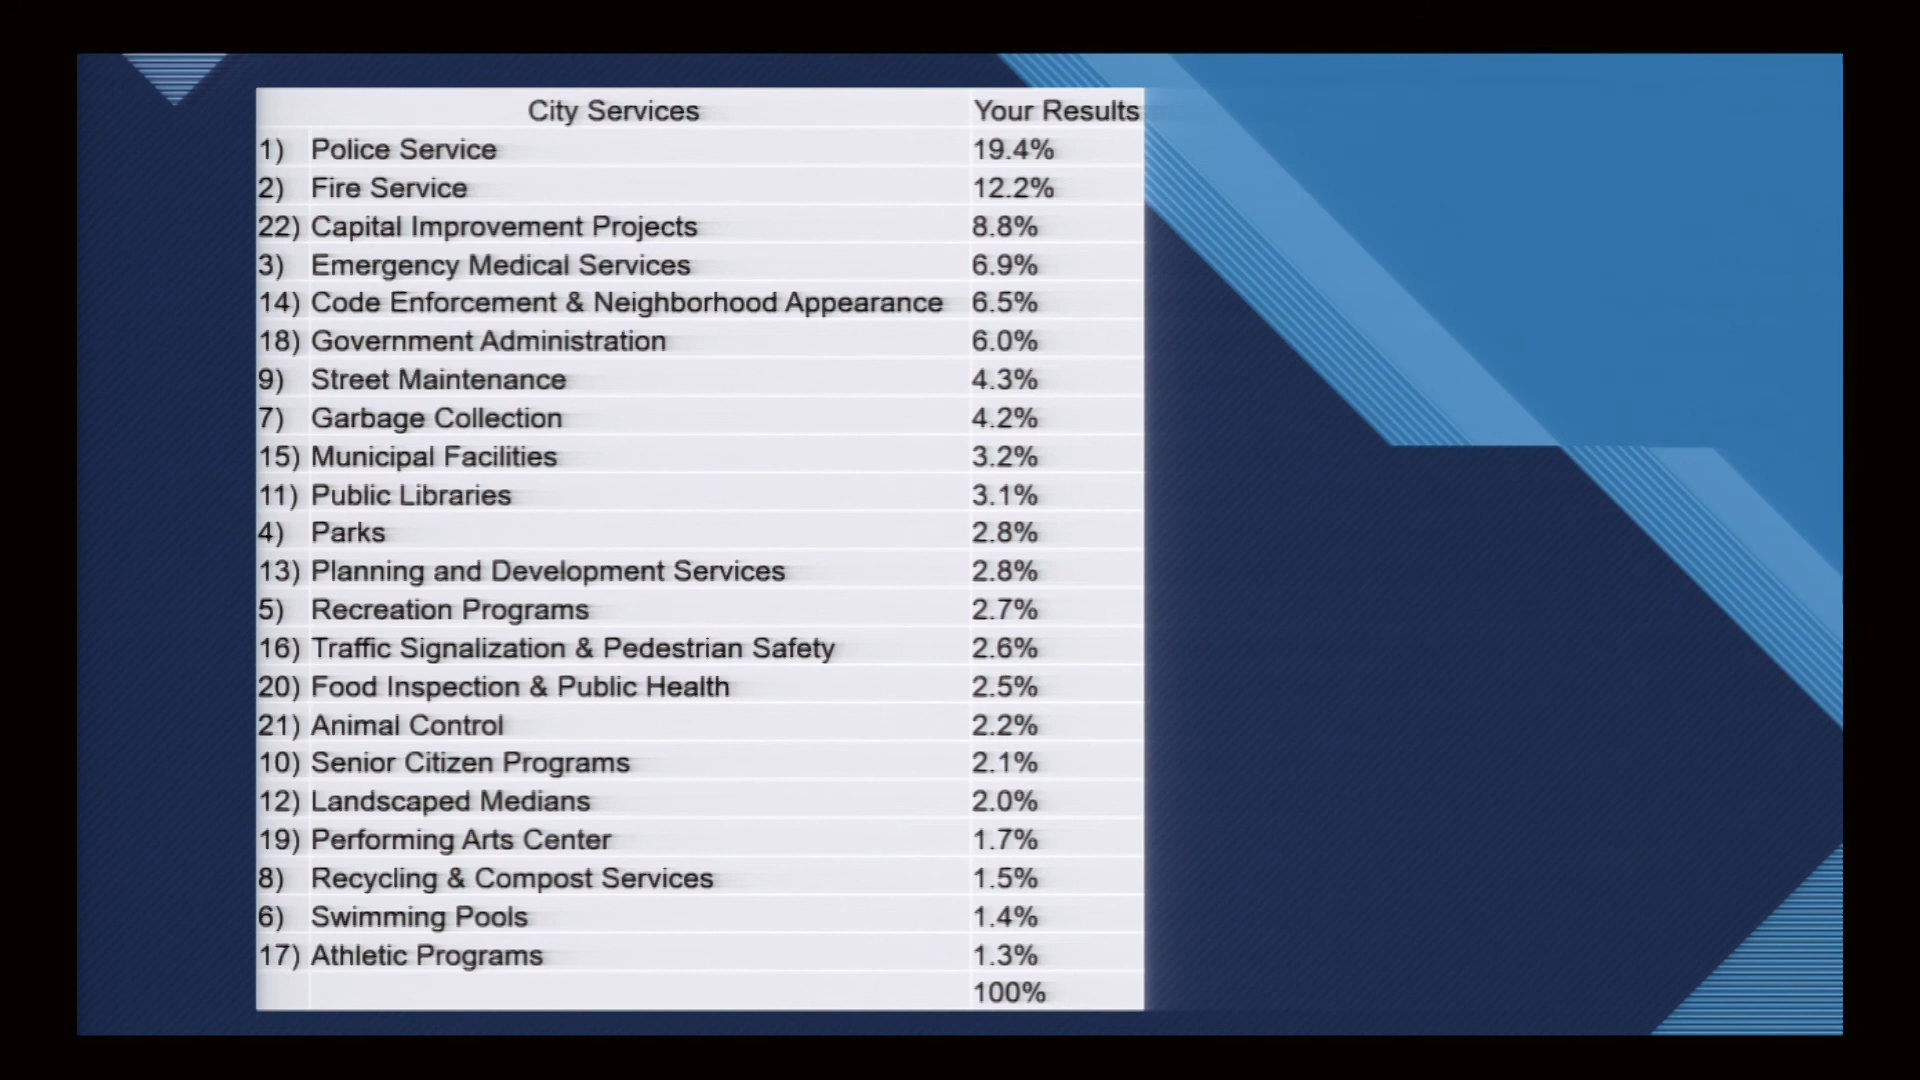 City Services Your Results
1) Police Service 19.4%
2) Fire Service 12.2%
22) Capital Improvement Projects 8.8%
3) Emergency Medical Services 6.9%
14) Code Enforcement & Neighborhood Appearance 6.5%
18) Government Administration 6.0%
9) Street Maintenance 4.3%
7) Garbage Collection 4.2%
15) Municipal Facilities 3.2%
11) Public Libraries 3.1%
4) Parks 2.8%
13) Planning and Development Services 2.8%
5) Recreation Programs 2.7%
16) Traffic Signalization & Pedestrian Safety 2.6%
20) Food Inspection & Public Health 2.5%
21) Animal Control 2.2%
10) Senior Citizen Programs 2.1%
12) Landscaped Medians 2.0%
19) Performing Arts Center 1.7%
8) Recycling & Compost Services 1.5%
6) Swimming Pools 1.4%
17) Athletic Programs 1.3%
100%